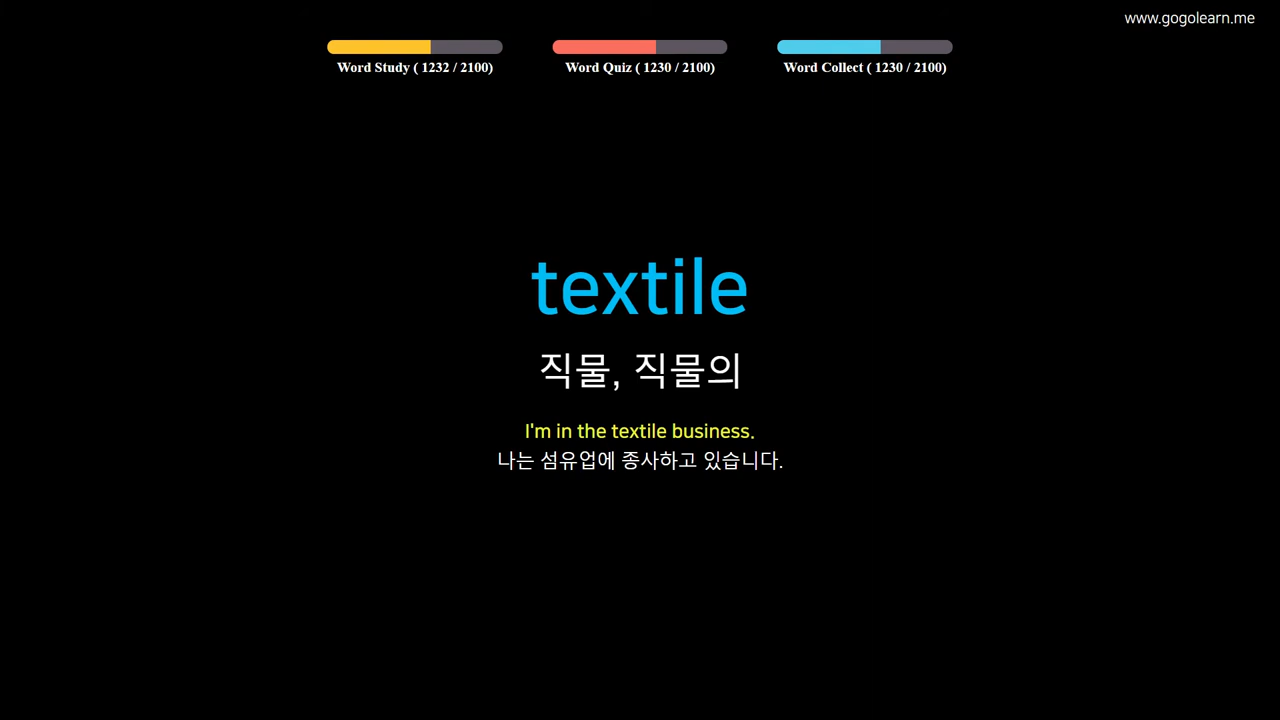 www.gogolearn.me
Word Study ( 1232 / 2100)
Word Quiz ( 1230 / 2100)
Word Collect ( 1230 / 2100)
textile
직물, 직물의
I'm in the textile business.
나는 섬유업에 종사하고 있습니다.